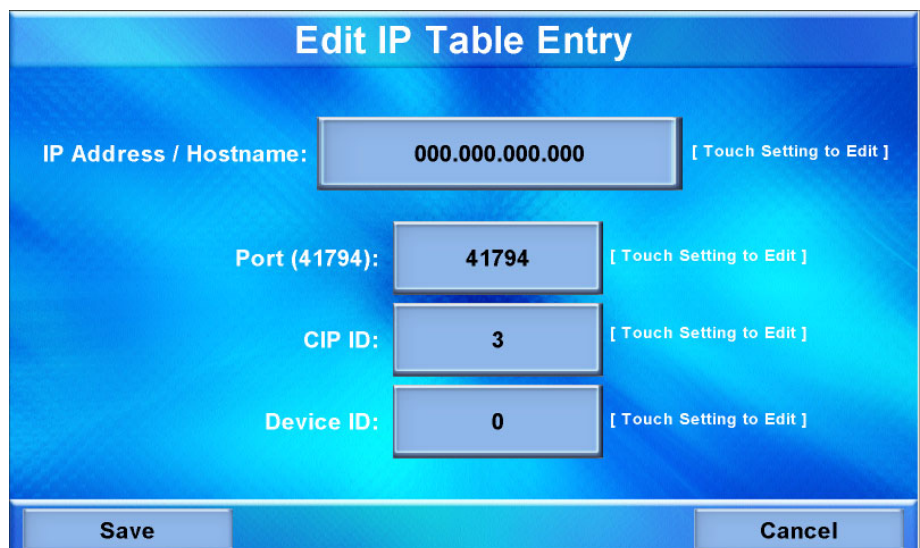 Edit IP Table Entry
IP Address / Hostname: 000.000.000.000 [ Touch Setting to Edit ]
Port (41794): 41794 [ Touch Setting to Edit ]
CIP ID: 3 [ Touch Setting to Edit ]
Device ID: 0 [ Touch Setting to Edit ]
Save Cancel